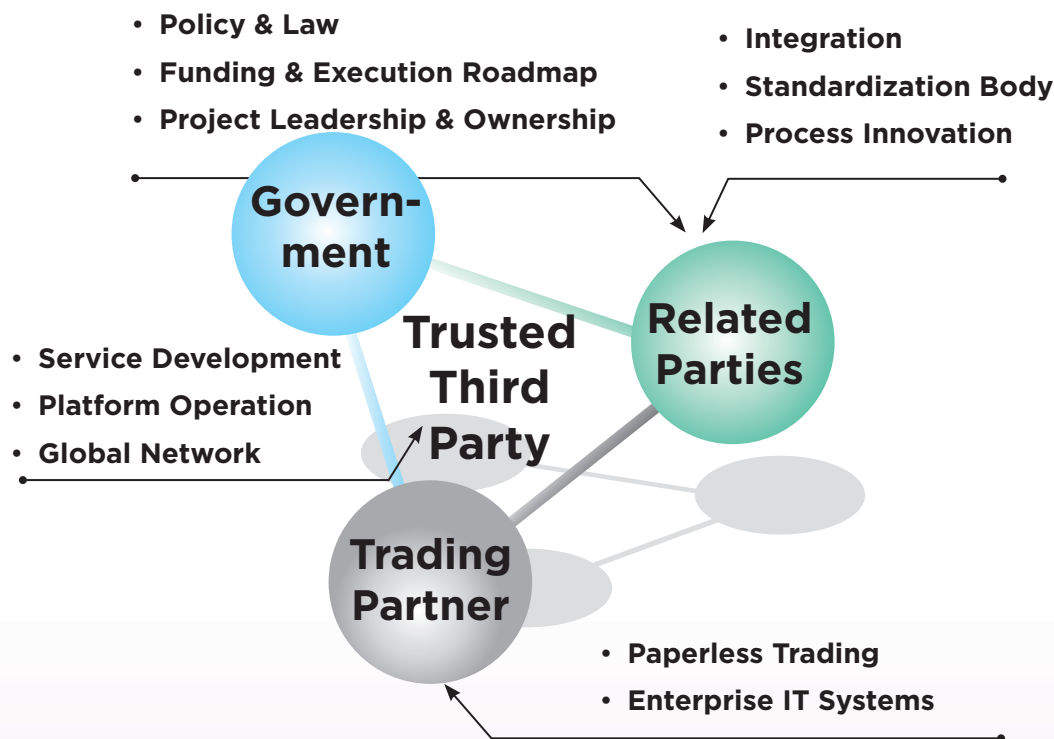 • Policy & Law
• Funding & Execution Roadmap
• Project Leadership & Ownership
• Integration
• Standardization Body
• Process Innovation
Govern-
ment
Related
Parties
Trusted
Third
Party
• Service Development
• Platform Operation
• Global Network
Trading
Partner
• Paperless Trading
• Enterprise IT Systems